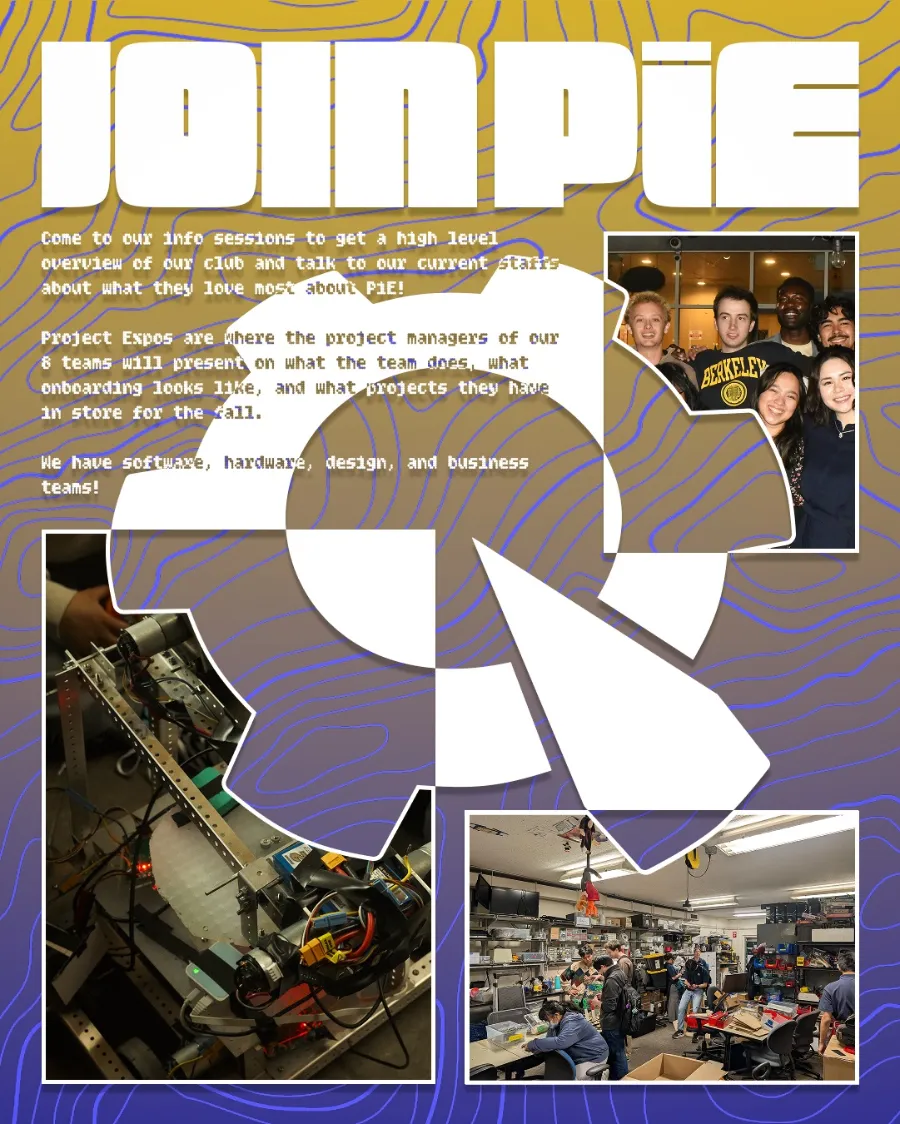 JOIN PiE
Come to our info sessions to get a high level
overview of our club and talk to our current staffs
about what they love most about PiE!
Project Expos are where the project managers of our
8 teams will present on what the team does, what
onboarding looks like, and what projects they have
in store for the fall.
We have software, hardware, design, and business
teams!
BERKELEY